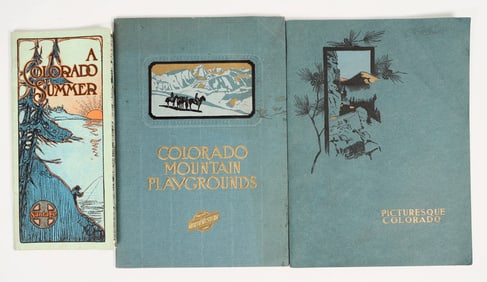 A
COLORADO
SUMMER
COLORADO
MOUNTAIN
PLAYGROUNDS
PICTURESQUE
COLORADO